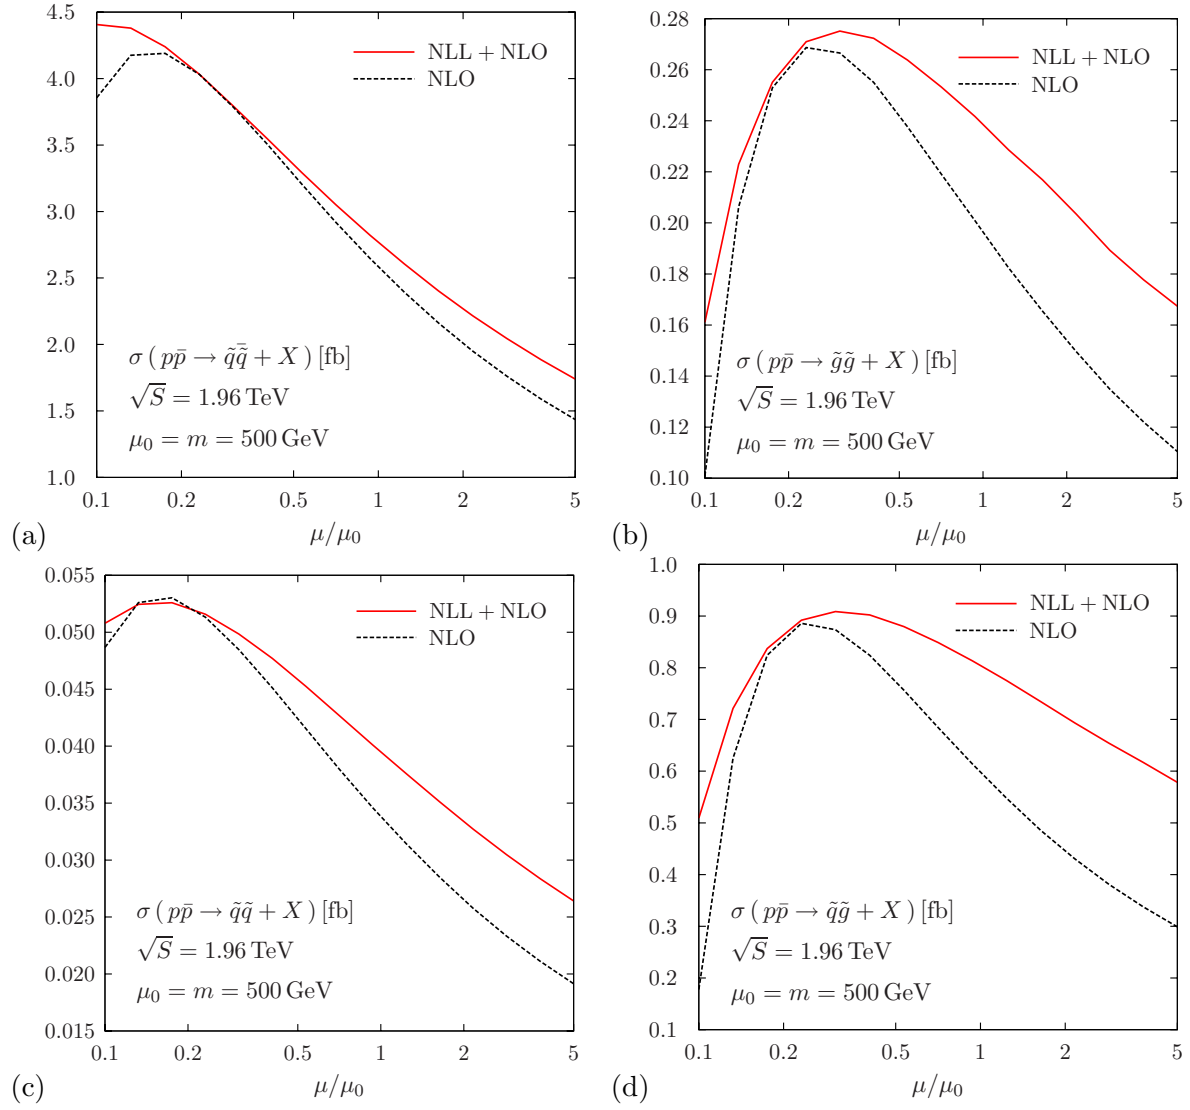 4.5
4.0
3.5
3.0
2.5
2.0
1.5
1.0
NLL + NLO
NLO
σ ( pp̄ → q̃q̃̄ + X ) [fb]
√S = 1.96 TeV
μ₀ = m = 500 GeV
0.1 0.2 0.5 1 2 5
(a) μ/μ₀
0.28
0.26
0.24
0.22
0.20
0.18
0.16
0.14
0.12
0.10
NLL + NLO
NLO
σ ( pp̄ → g̃g̃ + X ) [fb]
√S = 1.96 TeV
μ₀ = m = 500 GeV
0.1 0.2 0.5 1 2 5
(b) μ/μ₀
0.055
0.050
0.045
0.040
0.035
0.030
0.025
0.020
0.015
NLL + NLO
NLO
σ ( pp̄ → q̃q̃ + X ) [fb]
√S = 1.96 TeV
μ₀ = m = 500 GeV
0.1 0.2 0.5 1 2 5
(c) μ/μ₀
1.0
0.9
0.8
0.7
0.6
0.5
0.4
0.3
0.2
0.1
NLL + NLO
NLO
σ ( pp̄ → q̃g̃ + X ) [fb]
√S = 1.96 TeV
μ₀ = m = 500 GeV
0.1 0.2 0.5 1 2 5
(d) μ/μ₀